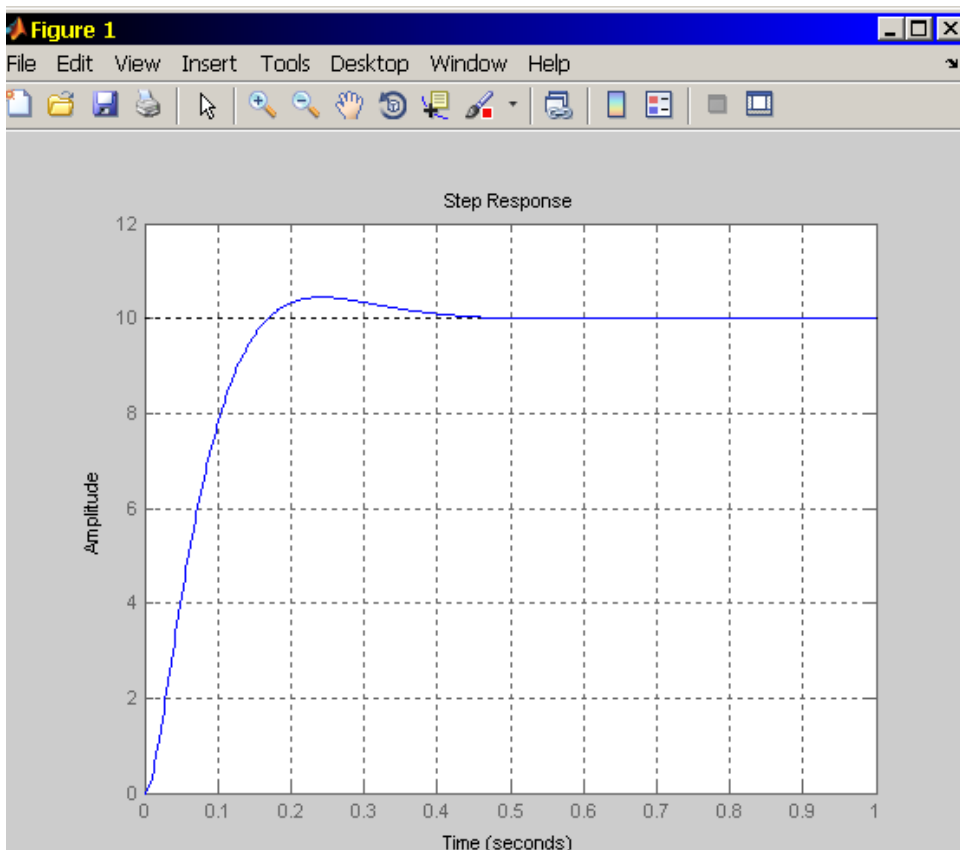 Figure 1
File Edit View Insert Tools Desktop Window Help
Step Response
12
10
8
6
4
2
0
Amplitude
0 0.1 0.2 0.3 0.4 0.5 0.6 0.7 0.8 0.9 1
Time (seconds)